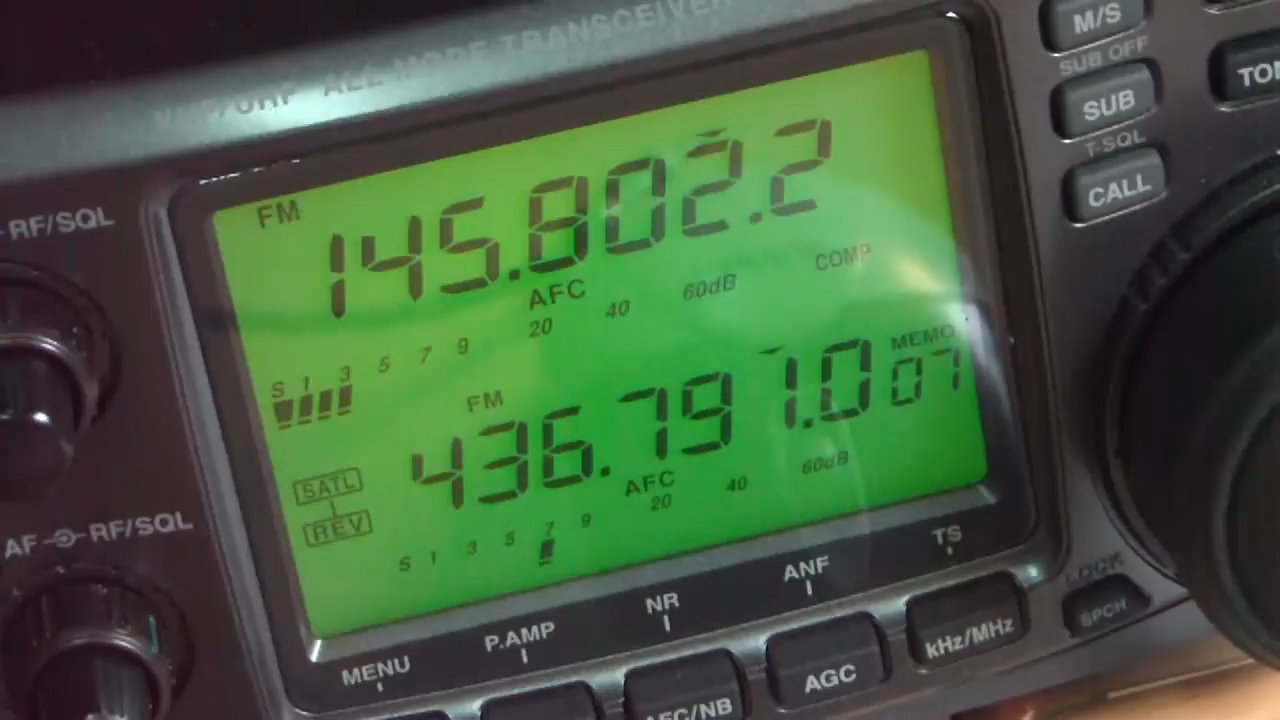 VHF/UHF ALL MODE TRANSCEIVER
M/S
SUB OFF
SUB
T-SQL
CALL
RF/SQL
FM
145.802.2
AFC
COMP
S 1 3 5 7 9 20 40 60dB
FM
436.791.0
MEMO
07
AFC
SATL
REV
S 1 3 5 7 9 20 40 60dB
AF RF/SQL
MENU P.AMP NR ANF TS
LOCK
SPCH
AFC/NB AGC kHz/MHz